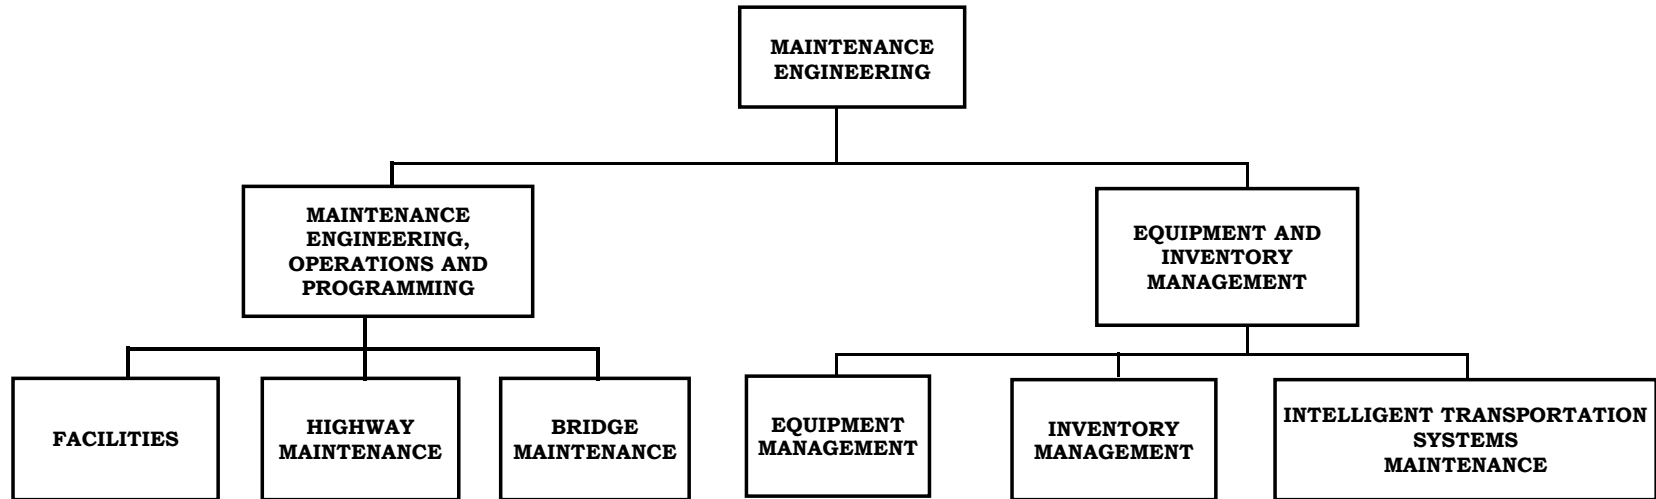 MAINTENANCE
ENGINEERING
MAINTENANCE
ENGINEERING,
OPERATIONS AND
PROGRAMMING
EQUIPMENT AND
INVENTORY
MANAGEMENT
FACILITIES
HIGHWAY
MAINTENANCE
BRIDGE
MAINTENANCE
EQUIPMENT
MANAGEMENT
INVENTORY
MANAGEMENT
INTELLIGENT TRANSPORTATION
SYSTEMS
MAINTENANCE